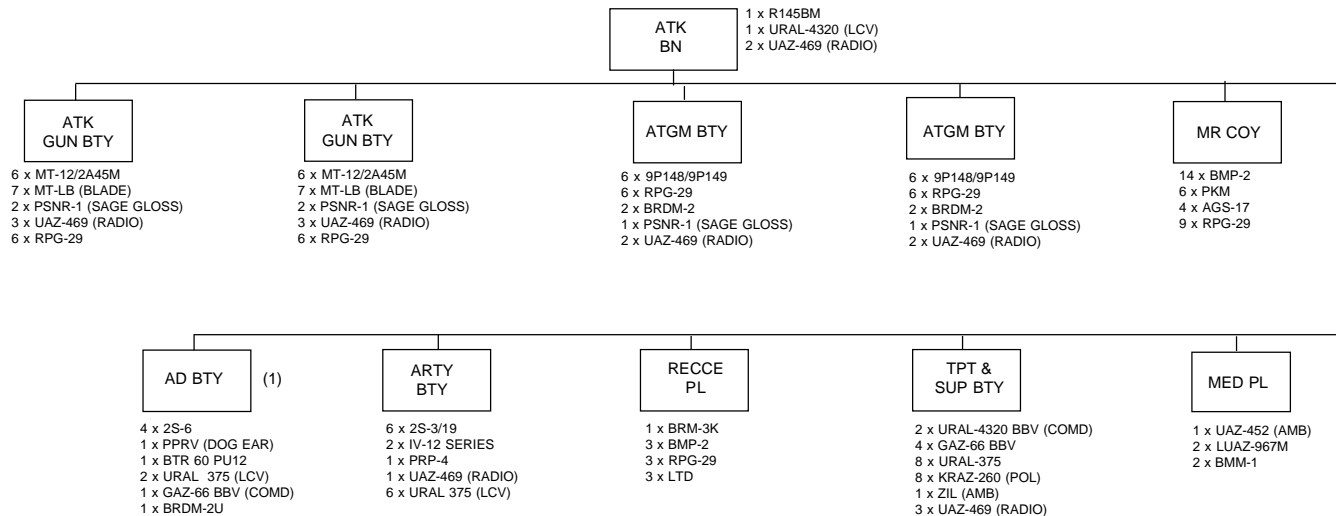 ATK
BN
1 x R145BM
1 x URAL-4320 (LCV)
2 x UAZ-469 (RADIO)
ATK
GUN BTY
6 x MT-12/2A45M
7 x MT-LB (BLADE)
2 x PSNR-1 (SAGE GLOSS)
3 x UAZ-469 (RADIO)
6 x RPG-29
ATK
GUN BTY
6 x MT-12/2A45M
7 x MT-LB (BLADE)
2 x PSNR-1 (SAGE GLOSS)
3 x UAZ-469 (RADIO)
6 x RPG-29
ATGM BTY
6 x 9P148/9P149
6 x RPG-29
2 x BRDM-2
1 x PSNR-1 (SAGE GLOSS)
2 x UAZ-469 (RADIO)
ATGM BTY
6 x 9P148/9P149
6 x RPG-29
2 x BRDM-2
1 x PSNR-1 (SAGE GLOSS)
2 x UAZ-469 (RADIO)
MR COY
14 x BMP-2
6 x PKM
4 x AGS-17
9 x RPG-29
AD BTY
(1)
4 x 2S-6
1 x PPRV (DOG EAR)
1 x BTR 60 PU12
2 x URAL 375 (LCV)
1 x GAZ-66 BBV (COMD)
1 x BRDM-2U
ARTY
BTY
6 x 2S-3/19
2 x IV-12 SERIES
1 x PRP-4
1 x UAZ-469 (RADIO)
6 x URAL 375 (LCV)
RECCE
PL
1 x BRM-3K
3 x BMP-2
3 x RPG-29
3 x LTD
TPT &
SUP BTY
2 x URAL-4320 BBV (COMD)
4 x GAZ-66 BBV
8 x URAL-375
8 x KRAZ-260 (POL)
1 x ZIL (AMB)
3 x UAZ-469 (RADIO)
MED PL
1 x UAZ-452 (AMB)
2 x LUAZ-967M
2 x BMM-1